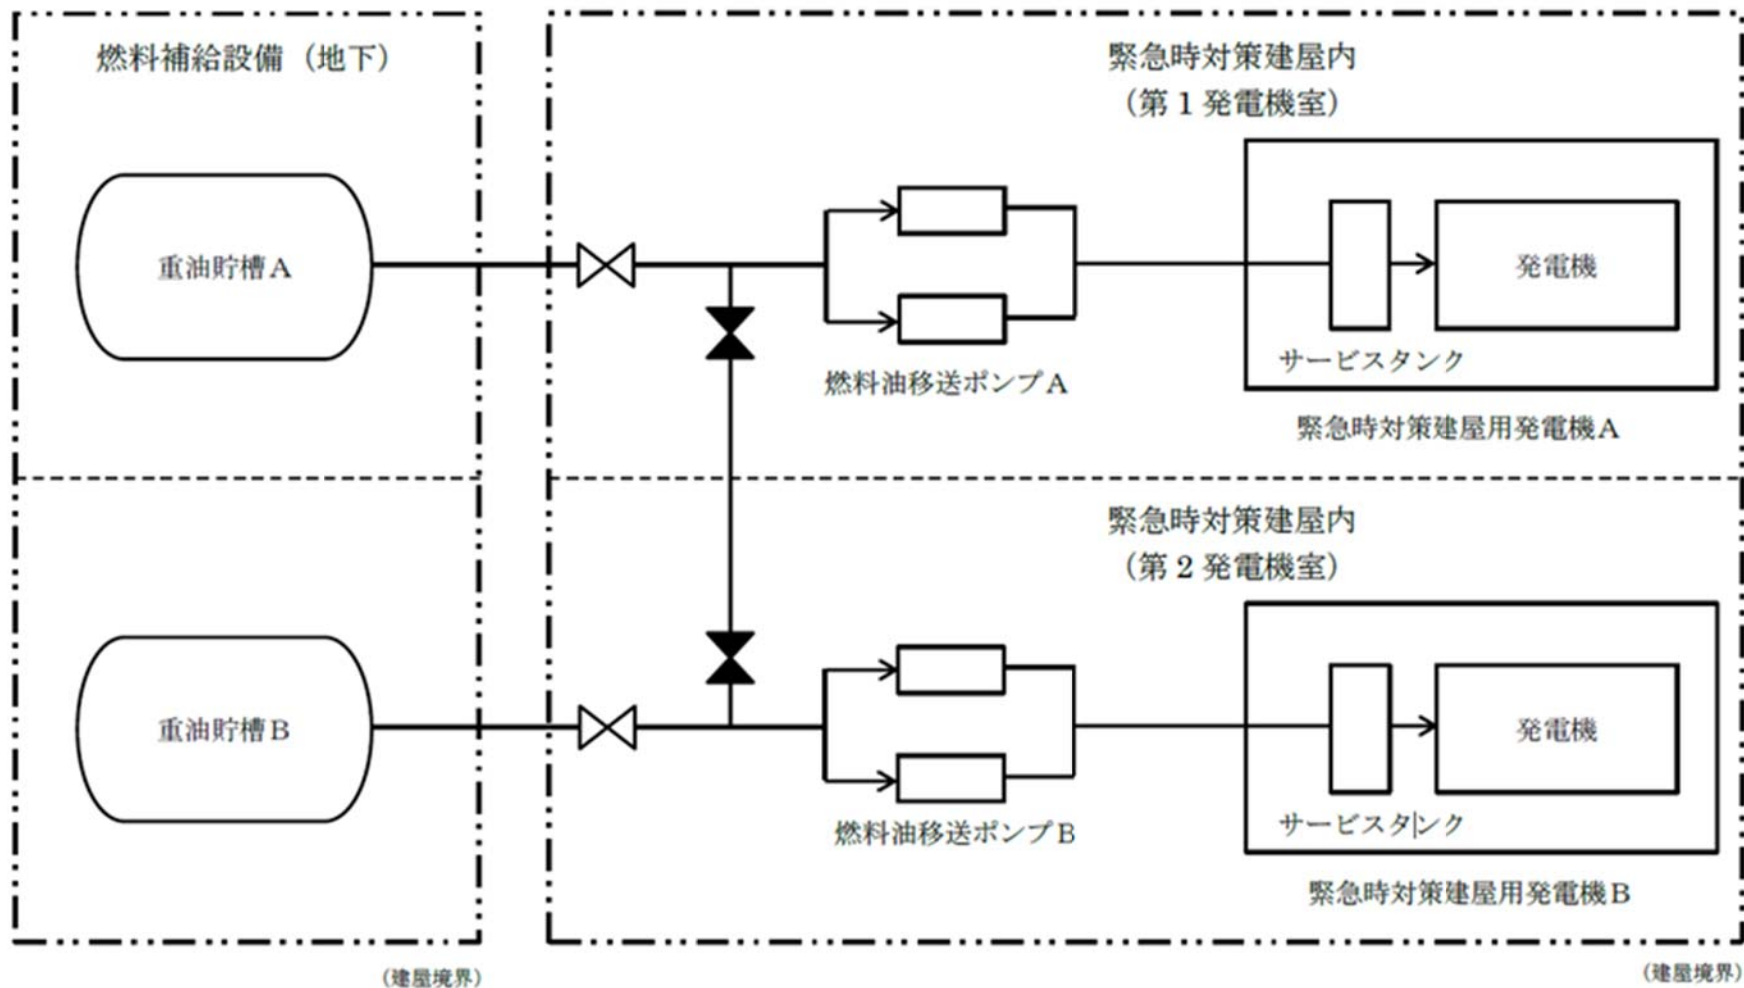 燃料補給設備（地下）
緊急時対策建屋内
（第１発電機室）
重油貯槽A
発電機
サービスタンク
燃料油移送ポンプA
緊急時対策建屋用発電機A
緊急時対策建屋内
（第２発電機室）
重油貯槽B
発電機
サービスタンク
燃料油移送ポンプB
緊急時対策建屋用発電機B
（建屋境界）
（建屋境界）